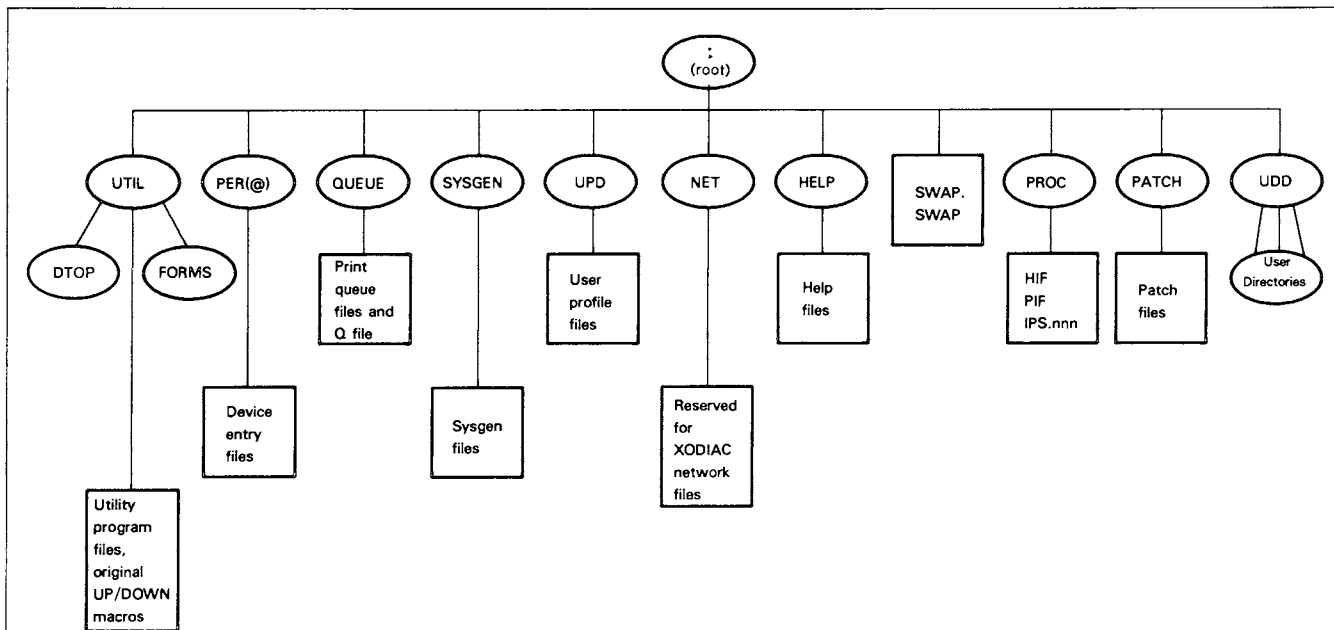 :
(root)
UTIL
PER(@)
QUEUE
SYSGEN
UPD
NET
HELP
SWAP.
SWAP
PROC
PATCH
UDD
DTOP
FORMS
Print
queue
files and
Q file
User
profile
files
Help
files
HIF
PIF
IPS.nnn
Patch
files
User
Directories
Device
entry
files
Sysgen
files
Reserved
for
XODIAC
network
files
Utility
program
files,
original
UP/DOWN
macros